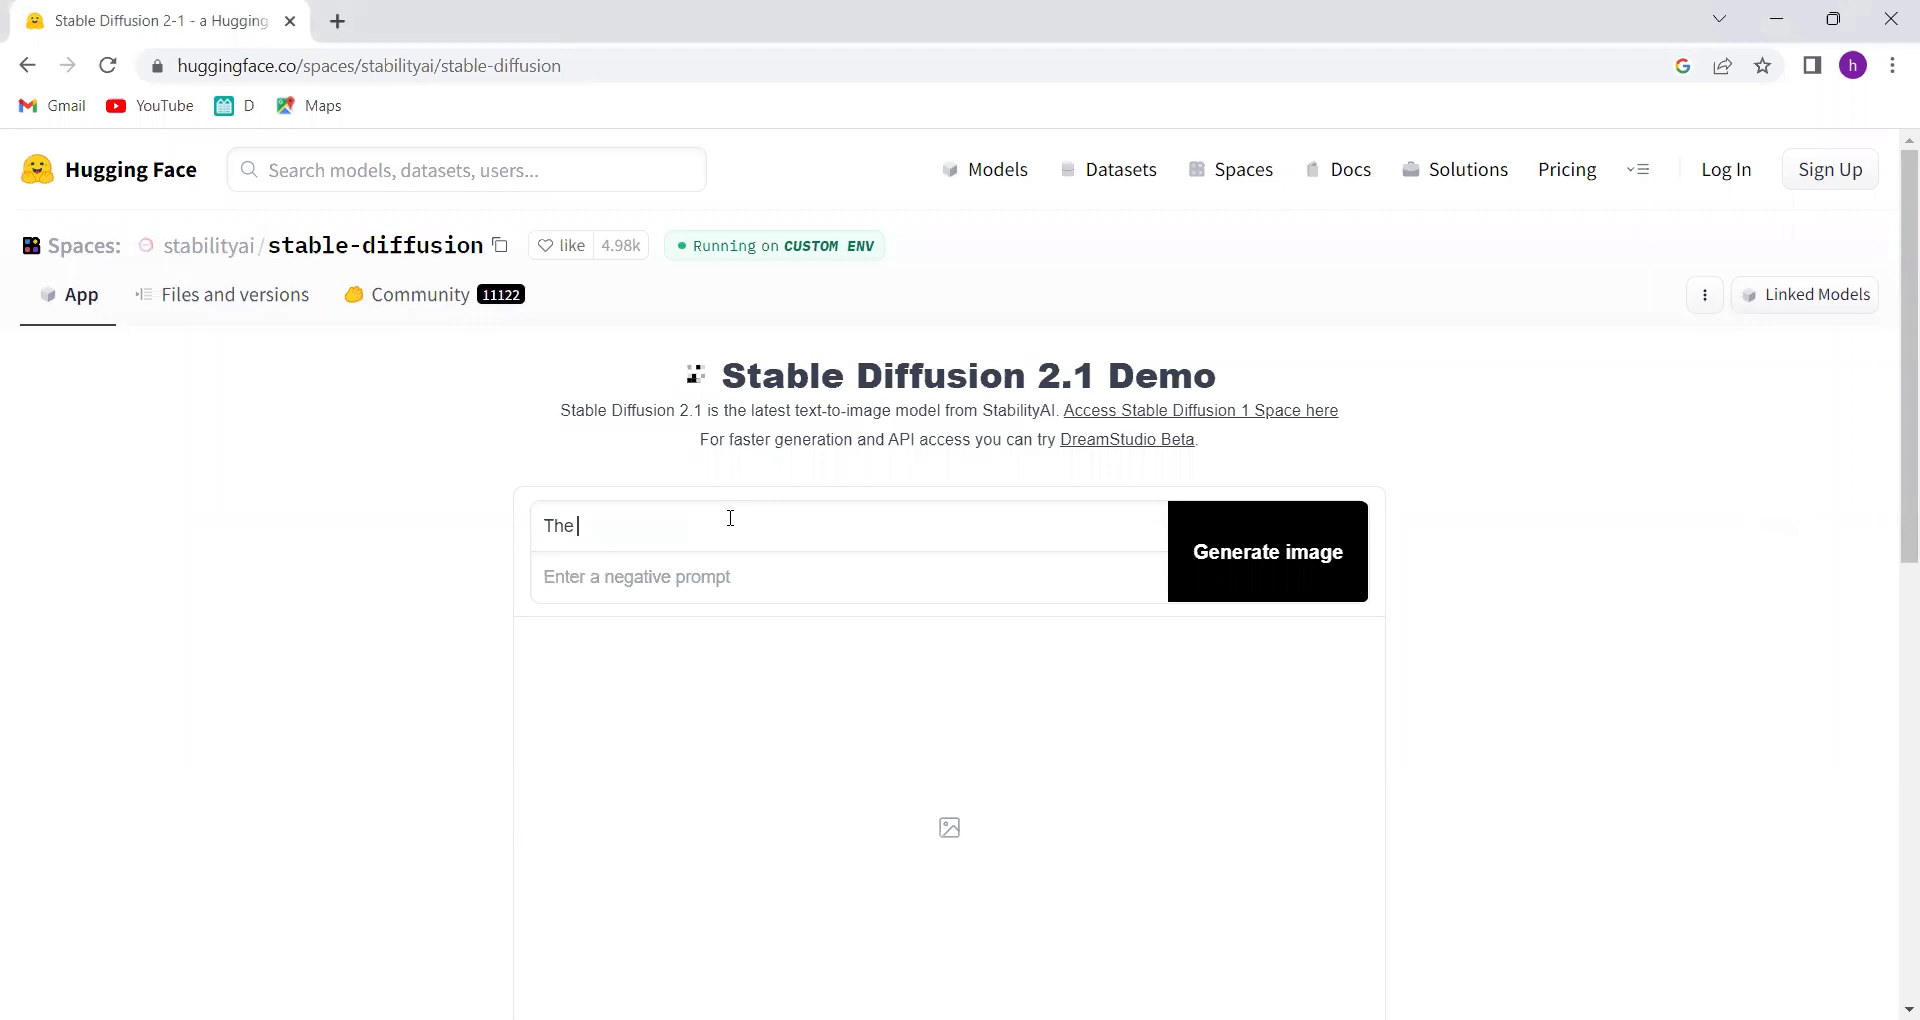 Stable Diffusion 2-1 - a Hugging
huggingface.co/spaces/stabilityai/stable-diffusion
G
h
Gmail YouTube D Maps
Hugging Face Search models, datasets, users... Models Datasets Spaces Docs Solutions Pricing Log In Sign Up
Spaces: stabilityai/stable-diffusion like 4.98k Running on CUSTOM ENV
App Files and versions Community 11122 Linked Models
Stable Diffusion 2.1 Demo
Stable Diffusion 2.1 is the latest text-to-image model from StabilityAI. Access Stable Diffusion 1 Space here
For faster generation and API access you can try DreamStudio Beta.
The
Generate image
Enter a negative prompt